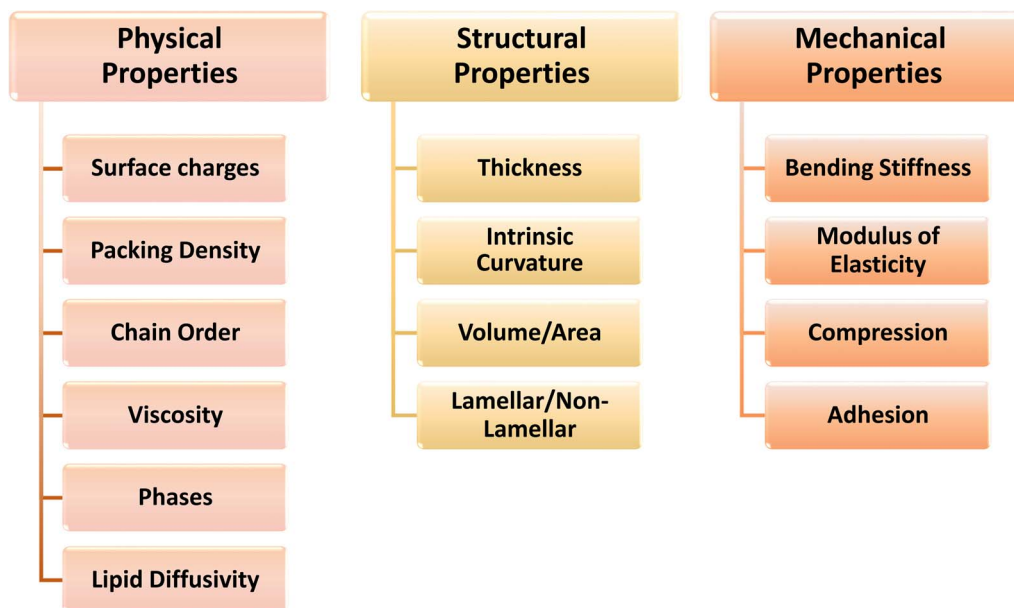 Physical
Properties
Surface charges
Packing Density
Chain Order
Viscosity
Phases
Lipid Diffusivity
Structural
Properties
Thickness
Intrinsic
Curvature
Volume/Area
Lamellar/Non-
Lamellar
Mechanical
Properties
Bending Stiffness
Modulus of
Elasticity
Compression
Adhesion